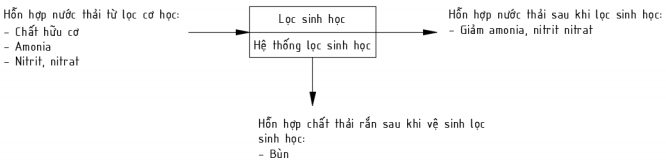 Hỗn hợp nước thải từ lọc cơ học:
- Chất hữu cơ
- Amonia
- Nitrit, nitrat
Lọc sinh học
Hệ thống lọc sinh học
Hỗn hợp nước thải sau khi lọc sinh học:
- Giảm amonia, nitrit nitrat
Hỗn hợp chất thải rắn sau khi vệ sinh lọc
sinh học:
- Bùn